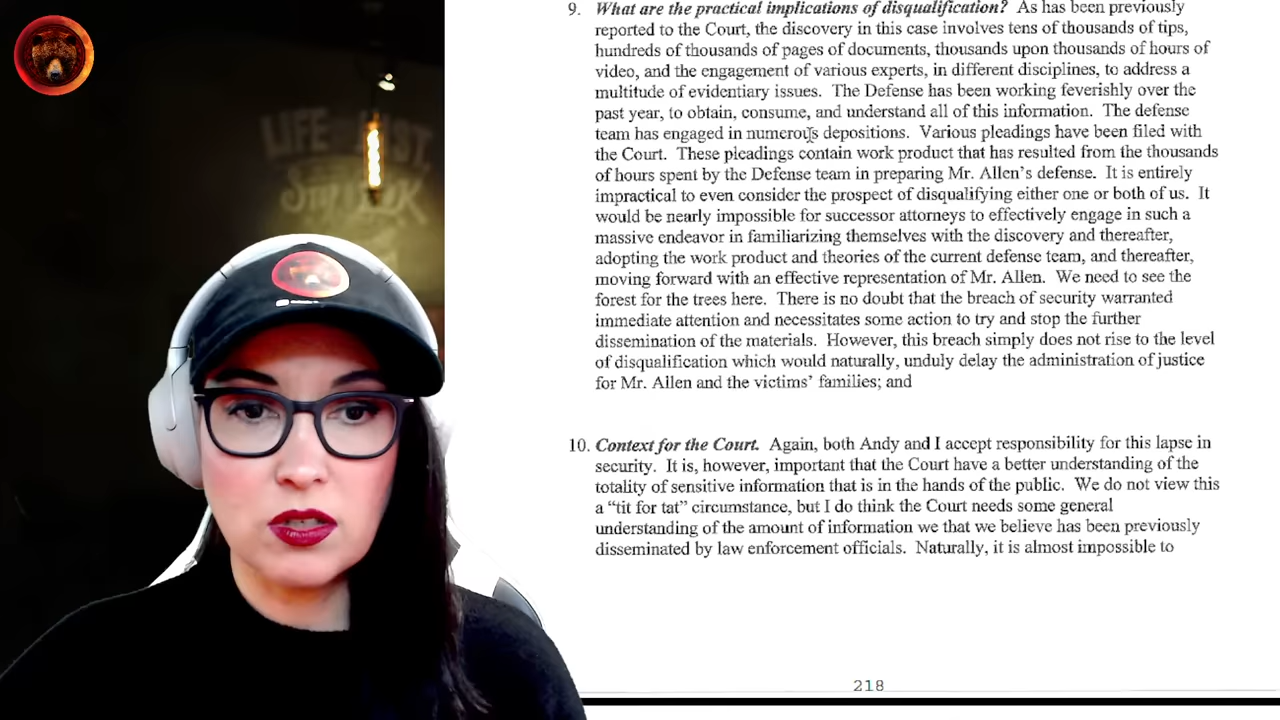 LIFE
9. What are the practical implications of disqualification? As has been previously
reported to the Court, the discovery in this case involves tens of thousands of tips,
hundreds of thousands of pages of documents, thousands upon thousands of hours of
video, and the engagement of various experts, in different disciplines, to address a
multitude of evidentiary issues. The Defense has been working feverishly over the
past year, to obtain, consume, and understand all of this information. The defense
team has engaged in numerous depositions. Various pleadings have been filed with
the Court. These pleadings contain work product that has resulted from the thousands
of hours spent by the Defense team in preparing Mr. Allen's defense. It is entirely
impractical to even consider the prospect of disqualifying either one or both of us. It
would be nearly impossible for successor attorneys to effectively engage in such a
massive endeavor in familiarizing themselves with the discovery and thereafter,
adopting the work product and theories of the current defense team, and thereafter,
moving forward with an effective representation of Mr. Allen. We need to see the
forest for the trees here. There is no doubt that the breach of security warranted
immediate attention and necessitates some action to try and stop the further
dissemination of the materials. However, this breach simply does not rise to the level
of disqualification which would naturally, unduly delay the administration of justice
for Mr. Allen and the victims' families; and
10. Context for the Court. Again, both Andy and I accept responsibility for this lapse in
security. It is, however, important that the Court have a better understanding of the
totality of sensitive information that is in the hands of the public. We do not view this
a “tit for tat” circumstance, but I do think the Court needs some general
understanding of the amount of information we that we believe has been previously
disseminated by law enforcement officials. Naturally, it is almost impossible to
218